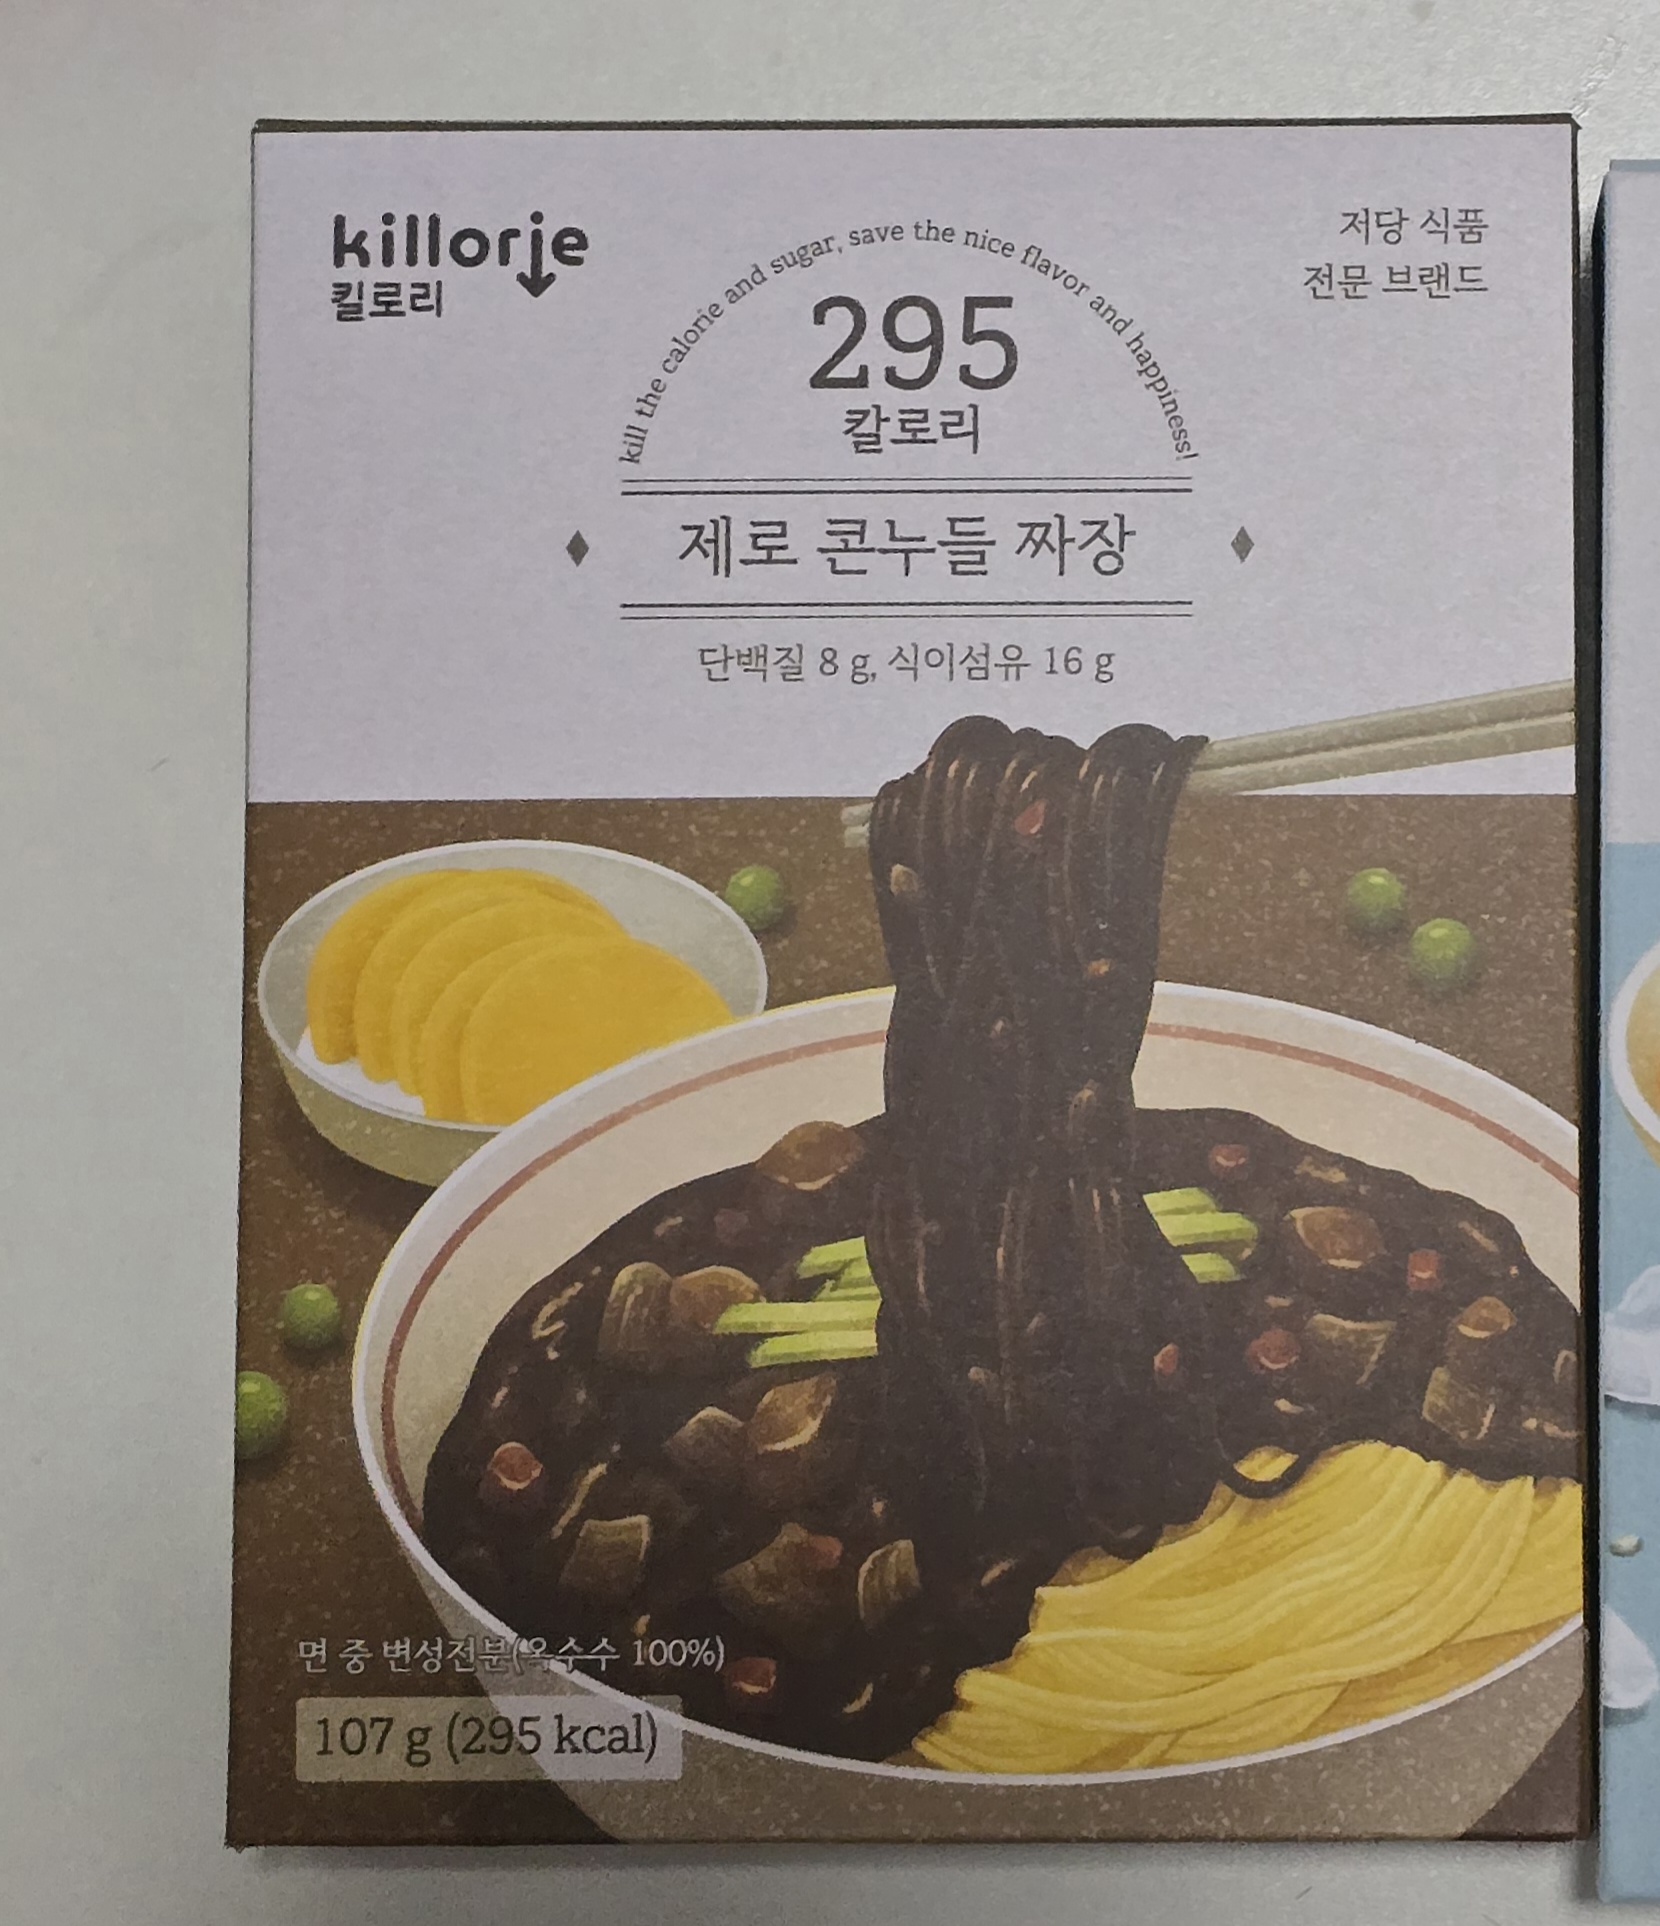 killorie
킬로리
저당 식품
전문 브랜드
kill the calorie and sugar, save the nice flavor and happiness!
295
칼로리
제로 콘누들 짜장
단백질 8 g, 식이섬유 16 g
면 중 변성전분(옥수수 100%)
107 g (295 kcal)